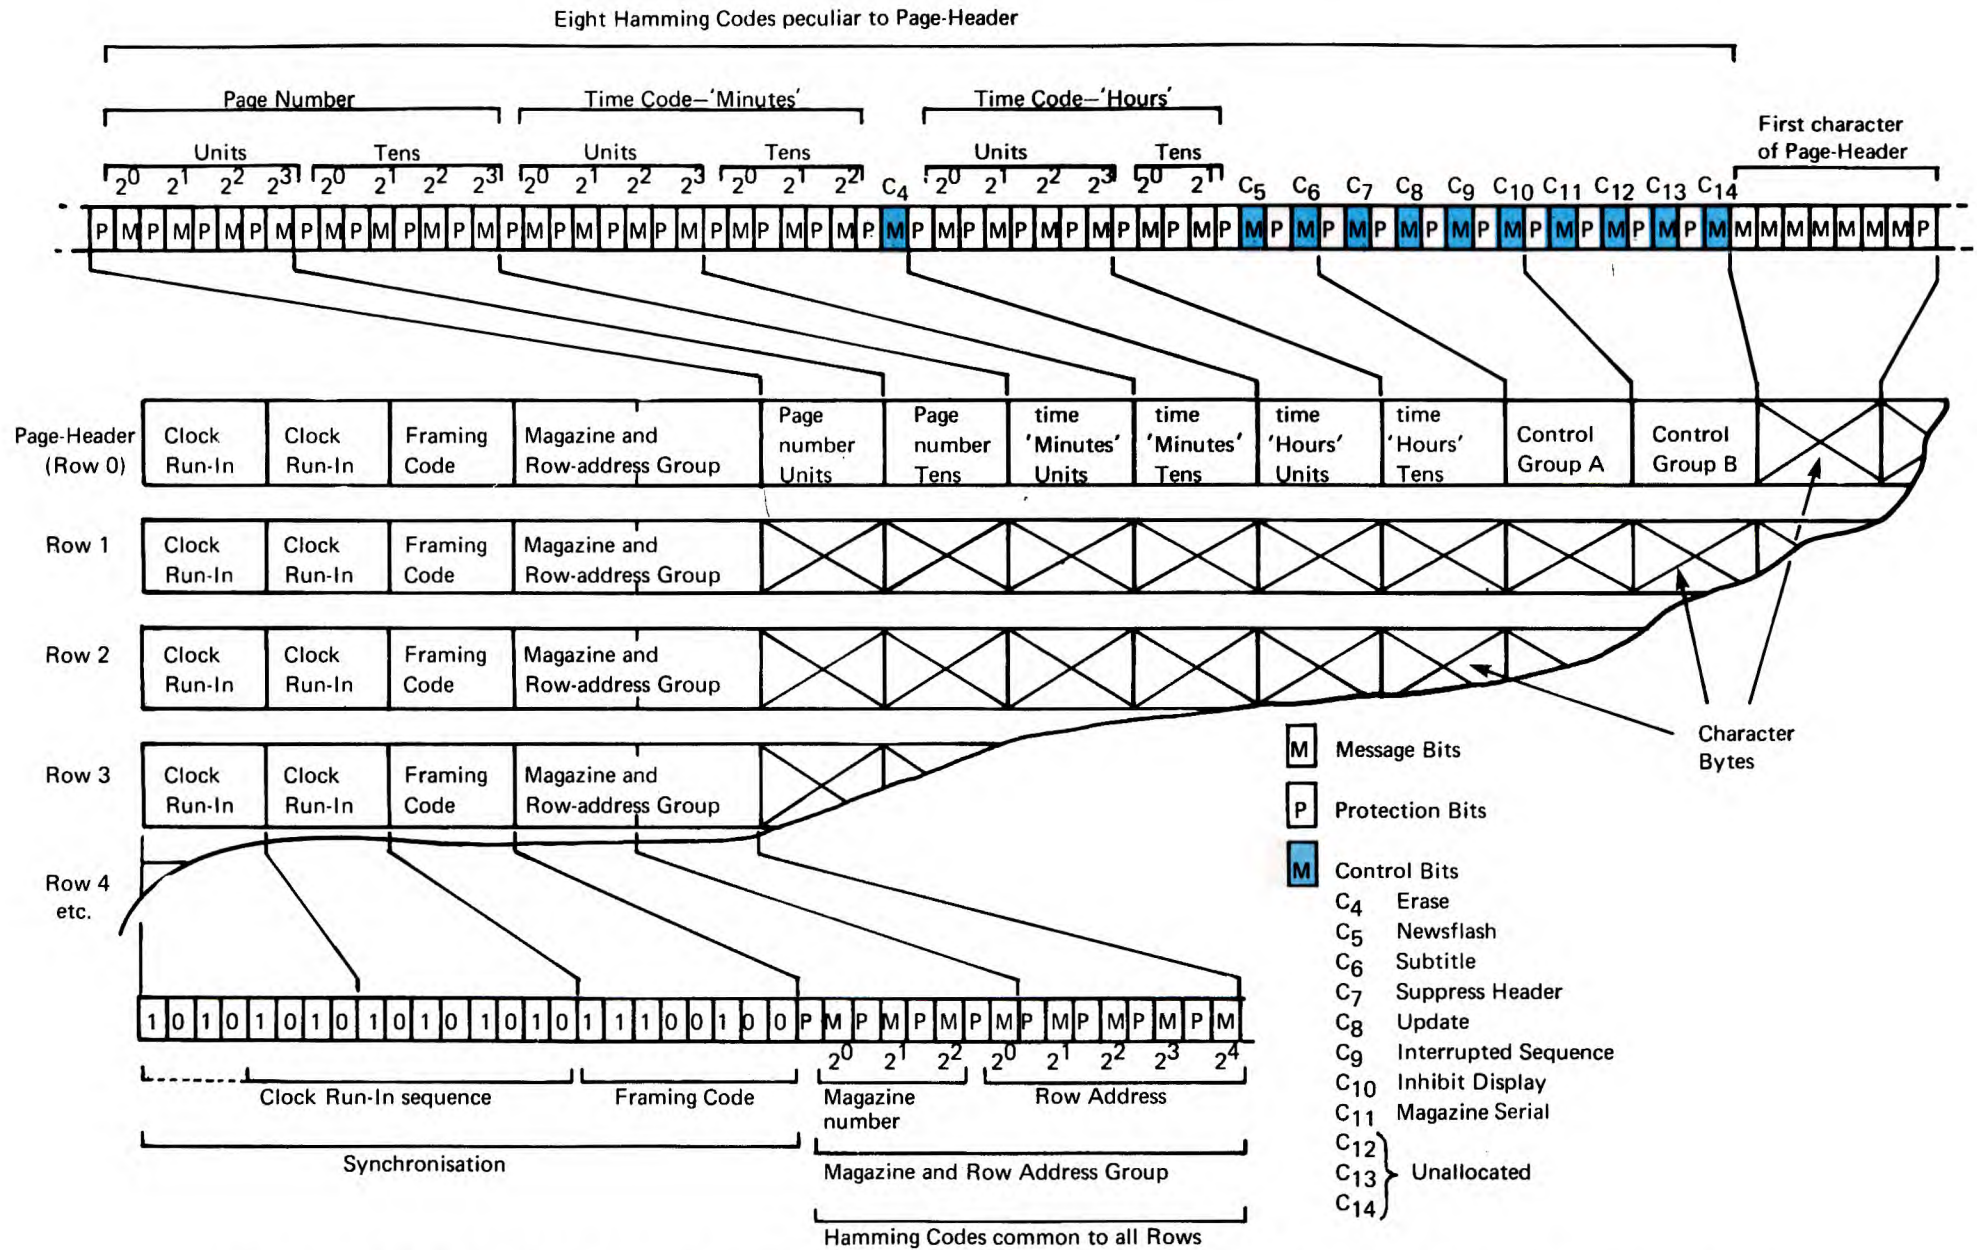 Eight Hamming Codes peculiar to Page-Header
Page Number
Time Code—'Minutes'
Time Code—'Hours'
First character
of Page-Header
Units
Tens
Units
Tens
Units
Tens
2⁰ 2¹ 2² 2³ 2⁰ 2¹ 2² 2³ 2⁰ 2¹ 2² 2³ 2⁰ 2¹ 2² C₄ 2⁰ 2¹ 2² 2³ 2⁰ 2¹ C₅ C₆ C₇ C₈ C₉ C₁₀ C₁₁ C₁₂ C₁₃ C₁₄
P M P M P M P M P M P M P M P M P M P M P M P M P M P M P M P M P M P M P M P M P M P M P M P M P M P M P M P M P M P M P M P M M M M M M M M P
Page-Header
(Row 0)
Clock
Run-In
Clock
Run-In
Framing
Code
Magazine and
Row-address Group
Page
number
Units
Page
number
Tens
time
'Minutes'
Units
time
'Minutes'
Tens
time
'Hours'
Units
time
'Hours'
Tens
Control
Group A
Control
Group B
Row 1
Clock
Run-In
Clock
Run-In
Framing
Code
Magazine and
Row-address Group
Row 2
Clock
Run-In
Clock
Run-In
Framing
Code
Magazine and
Row-address Group
Row 3
Clock
Run-In
Clock
Run-In
Framing
Code
Magazine and
Row-address Group
Character
Bytes
Row 4
etc.
1 0 1 0 1 0 1 0 1 0 1 0 1 0 1 0 1 1 1 0 0 1 0 0 P M P M P M P M P M P M P M P M
2⁰ 2¹ 2² 2⁰ 2¹ 2² 2³ 2⁴
Clock Run-In sequence
Framing Code
Magazine
number
Row Address
Synchronisation
Magazine and Row Address Group
Hamming Codes common to all Rows
M Message Bits
P Protection Bits
M Control Bits
C₄ Erase
C₅ Newsflash
C₆ Subtitle
C₇ Suppress Header
C₈ Update
C₉ Interrupted Sequence
C₁₀ Inhibit Display
C₁₁ Magazine Serial
C₁₂
C₁₃ Unallocated
C₁₄